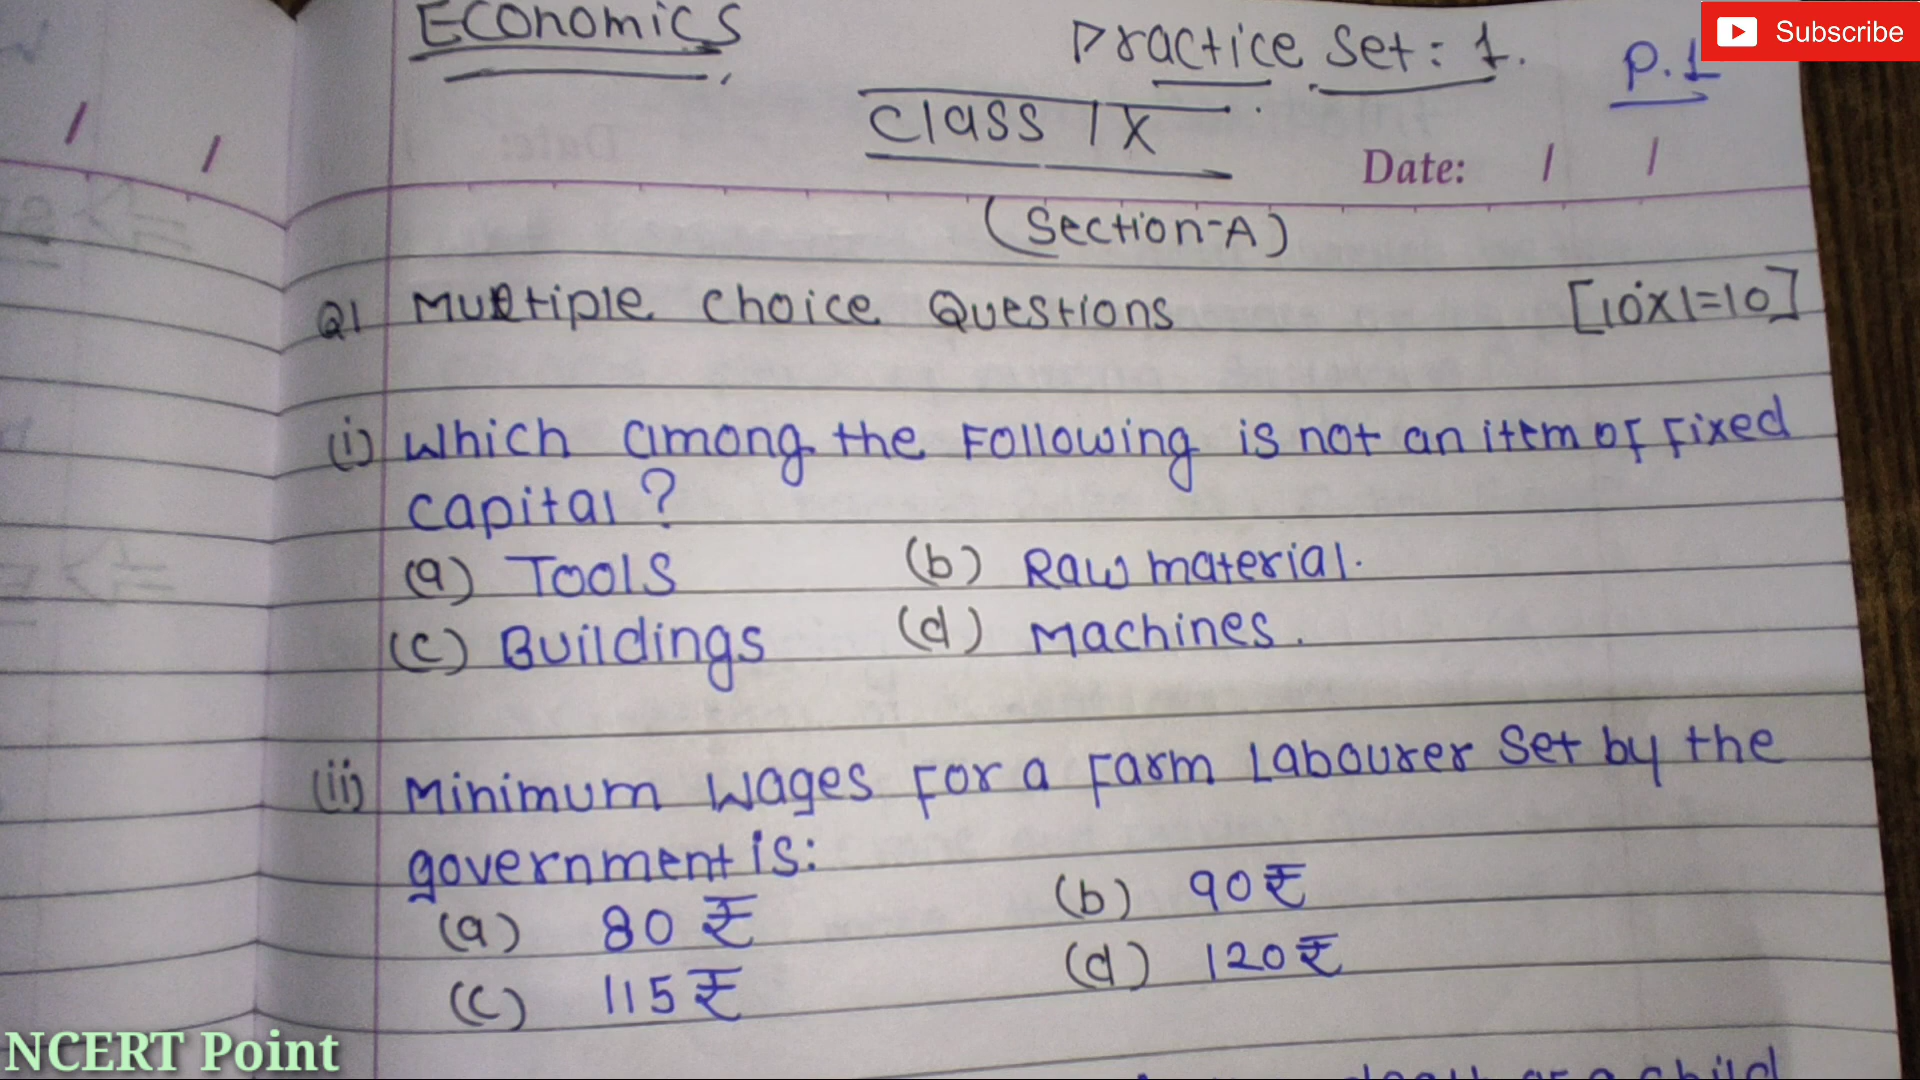 Economics
Practice Set: 1.
P.1
Subscribe
Class IX
Date: / /
(Section-A)
Q1 Multiple Choice Questions [10x1=10]
(i) Which among the Following is not an item of Fixed
capital?
(a) Tools (b) Raw material.
(c) Buildings (d) Machines.
(ii) Minimum Wages For a Farm Labourer Set by the
government is:
(a) 80 ₹ (b) 90 ₹
(c) 115 ₹ (d) 120 ₹
NCERT Point
child